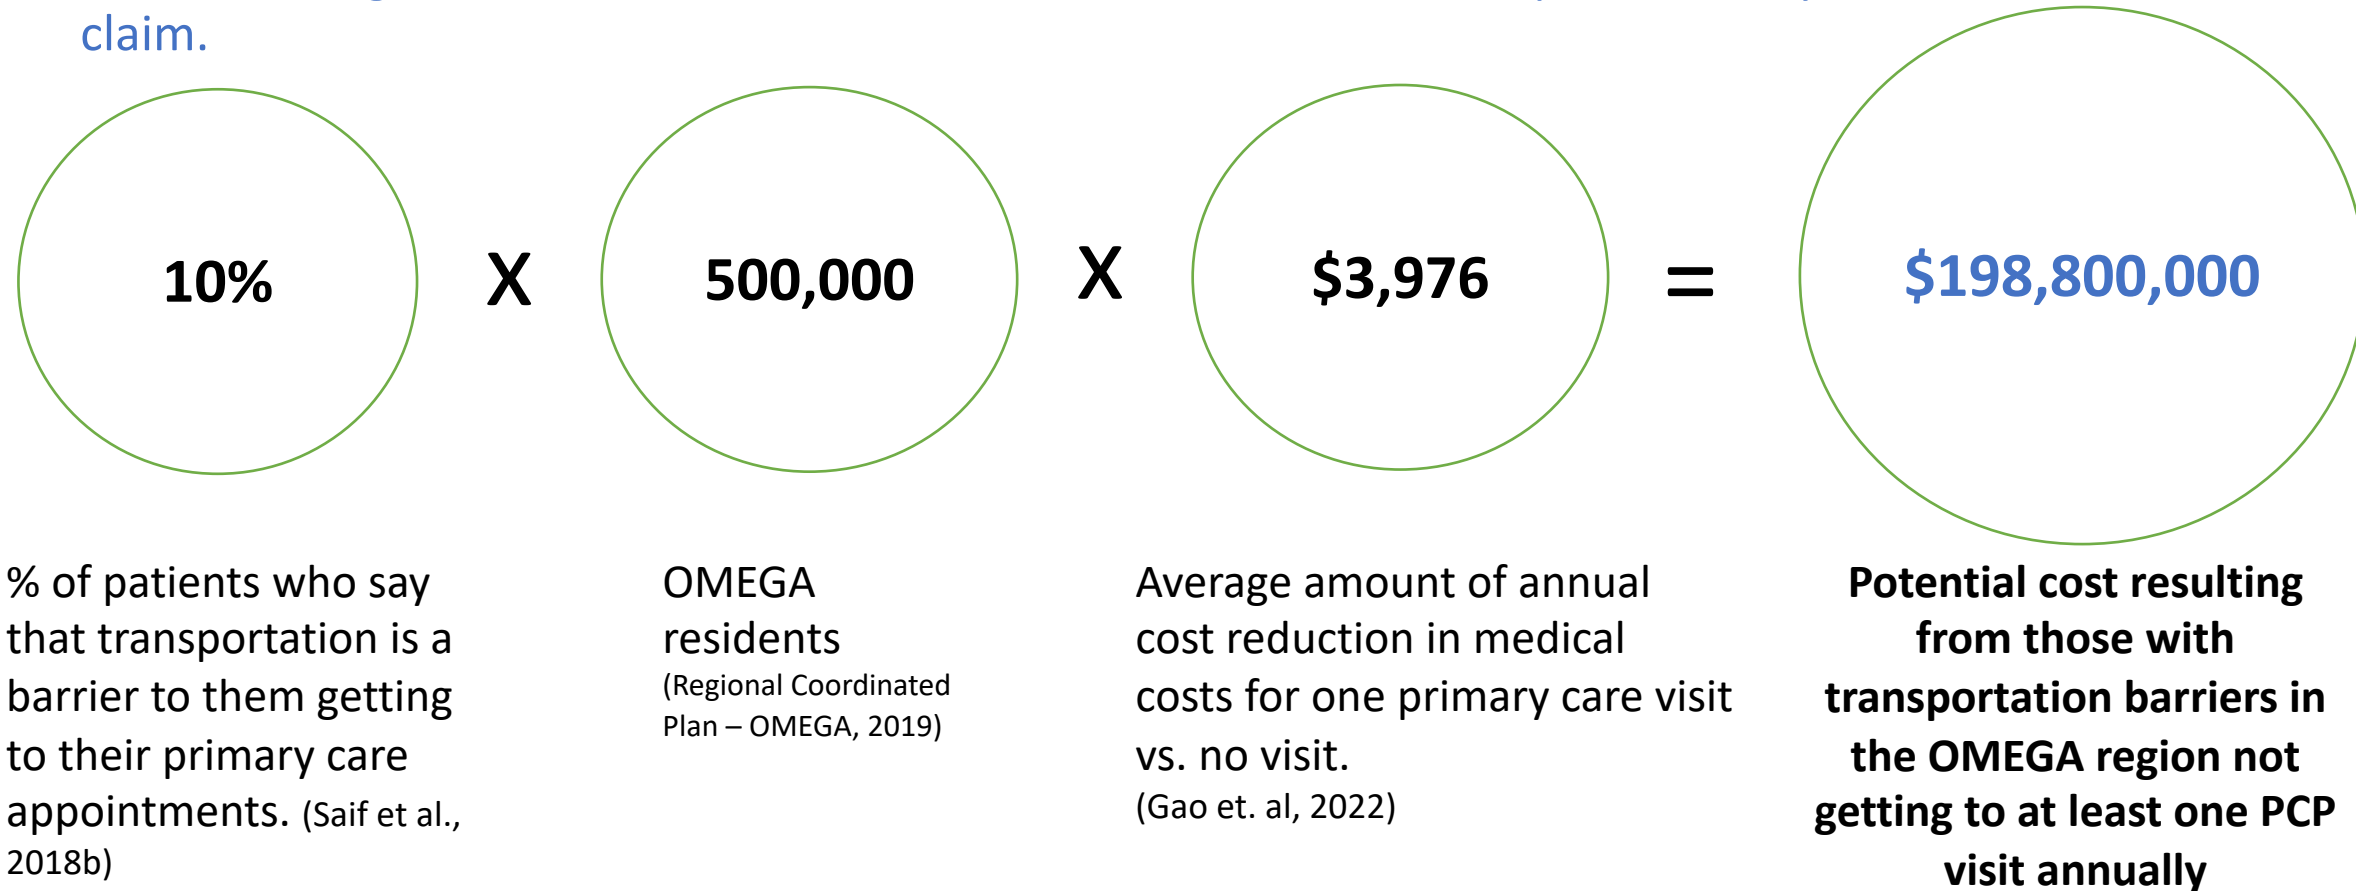 claim.
10%
X
500,000
X
$3,976
=
$198,800,000
% of patients who say
that transportation is a
barrier to them getting
to their primary care
appointments. (Saif et al.,
2018b)
OMEGA
residents
(Regional Coordinated
Plan – OMEGA, 2019)
Average amount of annual
cost reduction in medical
costs for one primary care visit
vs. no visit.
(Gao et. al, 2022)
Potential cost resulting
from those with
transportation barriers in
the OMEGA region not
getting to at least one PCP
visit annually